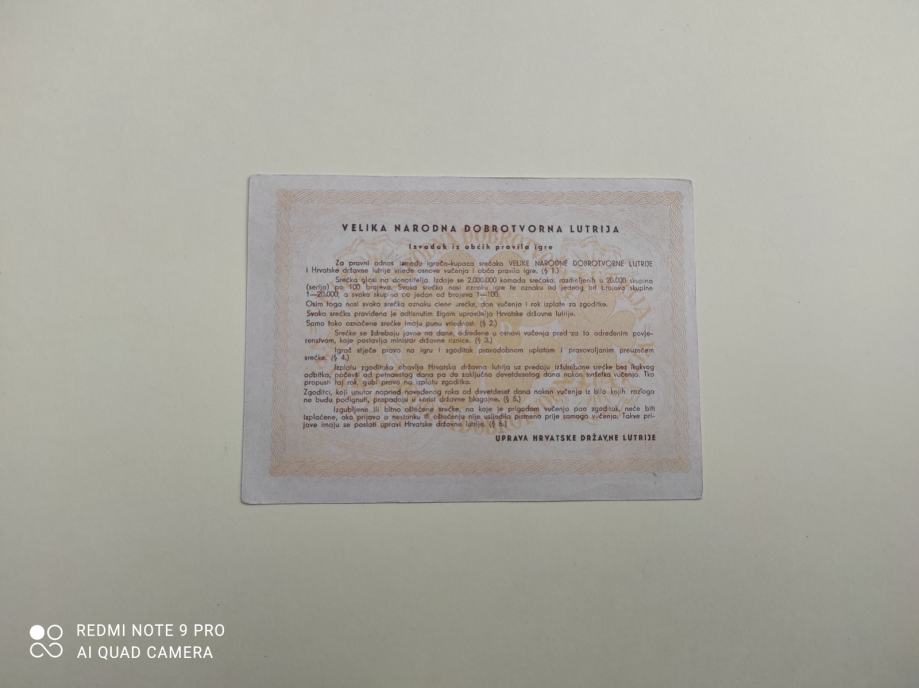 VELIKA NARODNA DOBROTVORNA LUTRIJA
Izvadak iz obćih pravila igre
Za pravni odnos između igrača-kupaca srećaka VELIKE NARODNE DOBROTVORNE LUTRIJE
i Hrvatske državne lutrije vriede osnove vučenja i obća pravila igre. (§ 1.)
Srećka glasi na donositelja. Izdaje se 2,000.000 komada srećaka, razdieljenih u 20.000 skupina
(serija) po 100 brojeva. Svaka srećka nosi oznaku igre te oznaku od jednog brojeva skupine
1—20.000, a svaka skupina po jedan od brojeva 1—100.
Osim toga nosi svaka srećka oznaku ciene srećke, dan vučenja i rok izplate za zgoditke.
Svaka srećka providjena je odtisnutim žigom upraviteljstva Hrvatske državne lutrije.
Samo tako označene srećke imaju punu vriednost. (§ 2.)
Srećke se ždrebaju javno na dane, određene u osnovi vučenja pred za to određenim povje-
renstvom, koje postavlja ministar državne riznice. (§ 3.)
Igrač stječe pravo na igru i zgoditak pravodobnom uplatom i pravovaljanim preuzećem
srećke. (§ 4.)
Izplatu zgoditaka obavlja Hrvatska državna lutrija uz predaju izžrebane srećke bez ikakvog
odbitka, počevši od petnaestog dana pa do zaključno devetdesetog dana nakon svršetka vučenja. Tko
propusti taj rok, gubi pravo na izplatu zgoditka.
Zgoditci, koji unutar napred navedenog roka od devetdeset dana nakon vučenja iz bilo kojih razloga
ne budu podignuti, propadaju u korist državne blagajne. (§ 5.)
Izgubljene ili bitno oštećene srećke, na koje je prigodom vučenja pao zgoditak, neće biti
izplaćene, ako prijava o nestanku ili oštećenju nije usliedila pismeno prije samoga vučenja. Takve pri-
jave imaju se poslati upravi Hrvatske državne lutrije. (§ 6.)
UPRAVA HRVATSKE DRŽAVNE LUTRIJE
REDMI NOTE 9 PRO
AI QUAD CAMERA